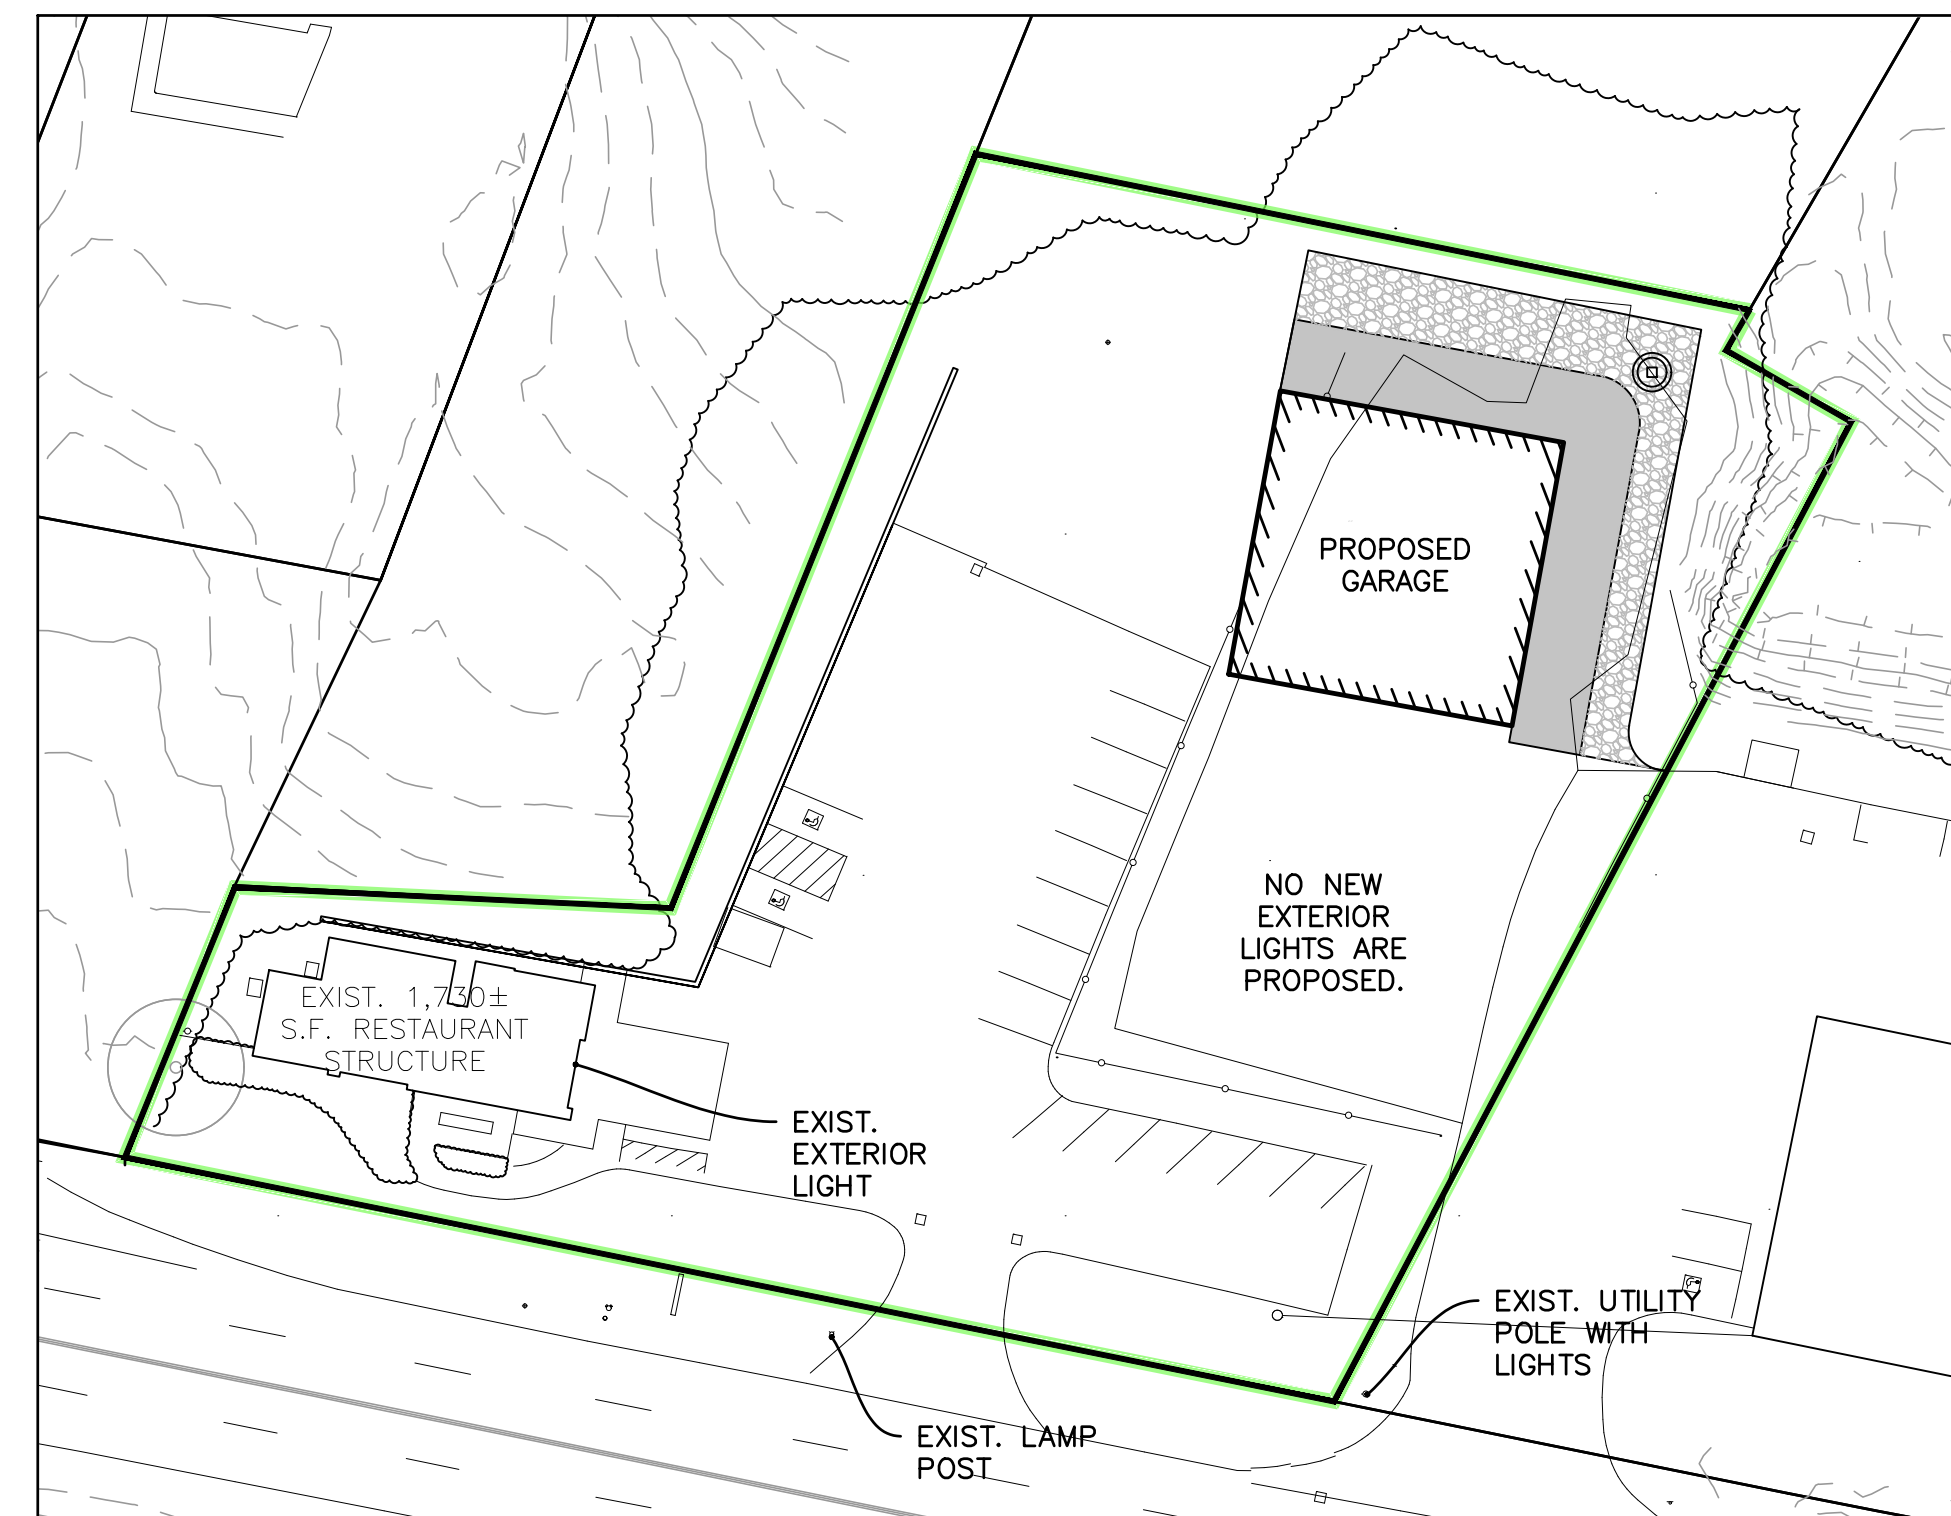 PROPOSED
GARAGE
NO NEW
EXTERIOR
LIGHTS ARE
PROPOSED.
EXIST. 1,730±
S.F. RESTAURANT
STRUCTURE
EXIST.
EXTERIOR
LIGHT
EXIST. UTILITY
POLE WITH
LIGHTS
EXIST. LAMP
POST